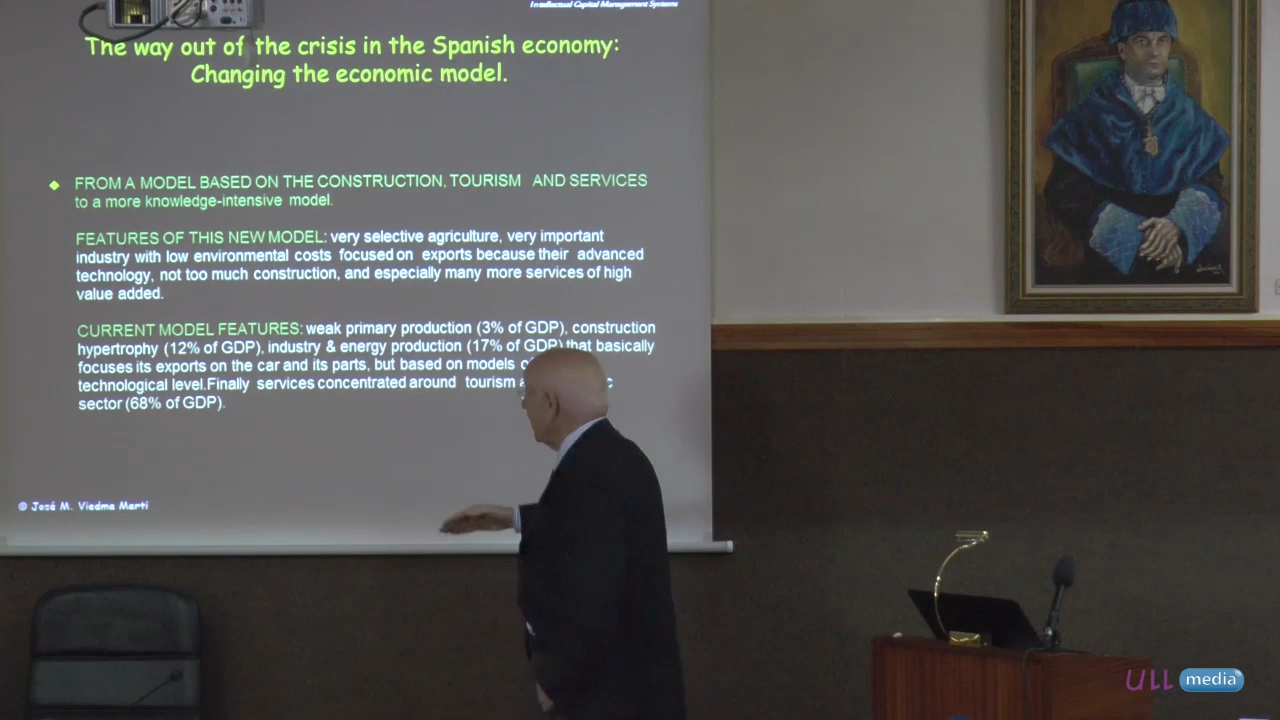 Intellectual Capital Management Systems
The way out of the crisis in the Spanish economy:
Changing the economic model.
FROM A MODEL BASED ON THE CONSTRUCTION, TOURISM AND SERVICES
to a more knowledge-intensive model.
FEATURES OF THIS NEW MODEL: very selective agriculture, very important
industry with low environmental costs focused on exports because their advanced
technology, not too much construction, and especially many more services of high
value added.
CURRENT MODEL FEATURES: weak primary production (3% of GDP), construction
hypertrophy (12% of GDP), industry & energy production (17% of GDP) that basically
focuses its exports on the car and its parts, but based on models
technological level.Finally services concentrated around tourism
sector (68% of GDP).
© José M. Viedma Marti
ULL media